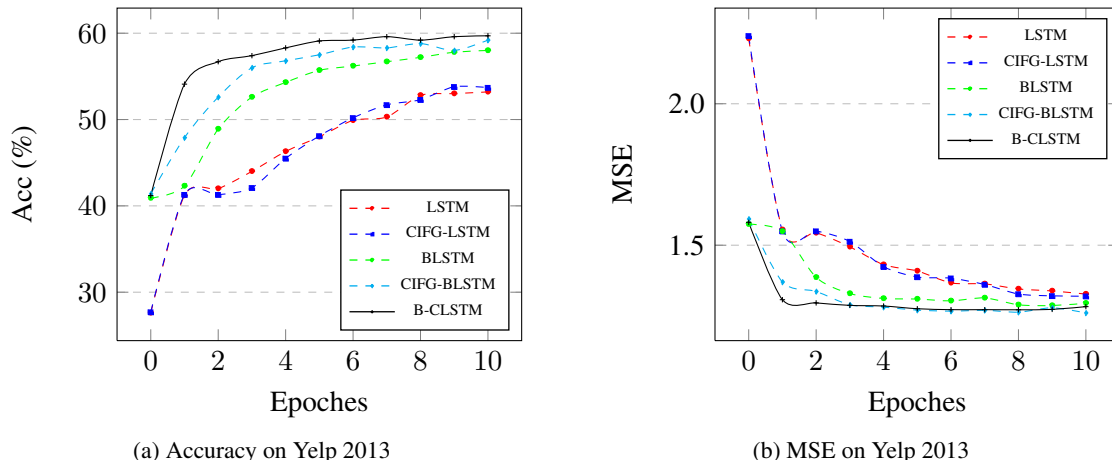 60
50
40
30
Acc (%)
LSTM
CIFG-LSTM
BLSTM
CIFG-BLSTM
B-CLSTM
0 2 4 6 8 10
Epoches
(a) Accuracy on Yelp 2013
2.0
1.5
MSE
LSTM
CIFG-LSTM
BLSTM
CIFG-BLSTM
B-CLSTM
0 2 4 6 8 10
Epoches
(b) MSE on Yelp 2013